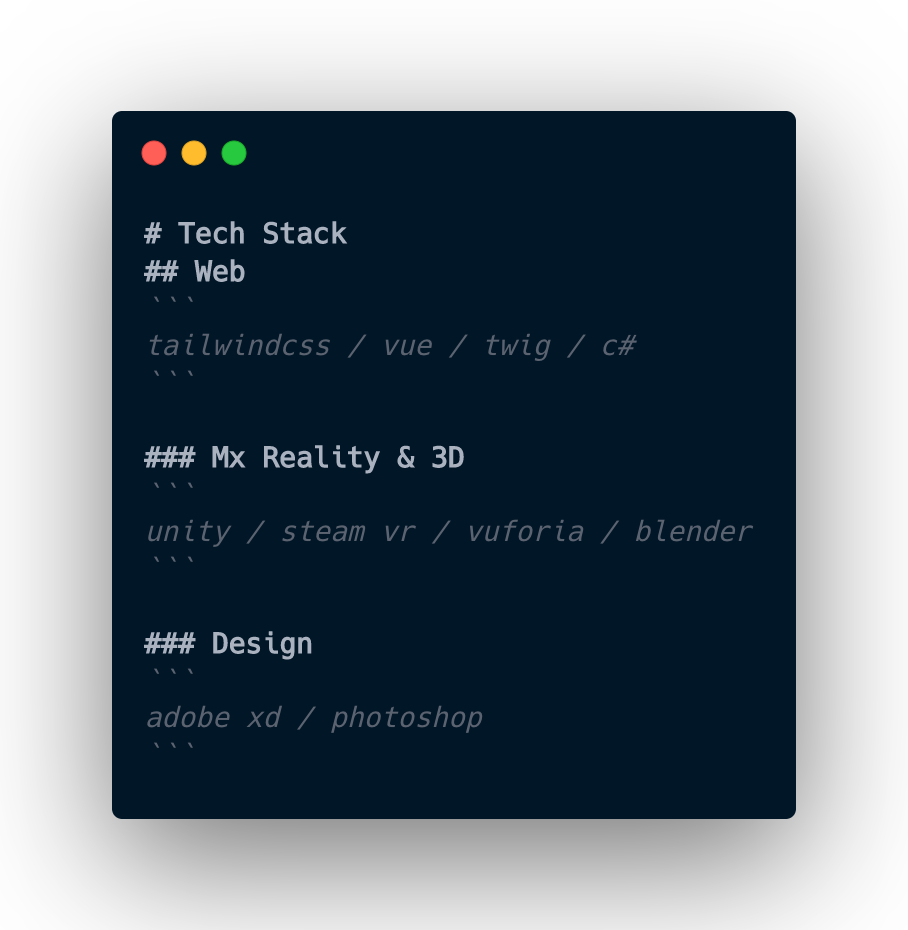 # Tech Stack
## Web
```
tailwindcss / vue / twig / c#
```
### Mx Reality & 3D
```
unity / steam vr / vuforia / blender
```
### Design
```
adobe xd / photoshop
```